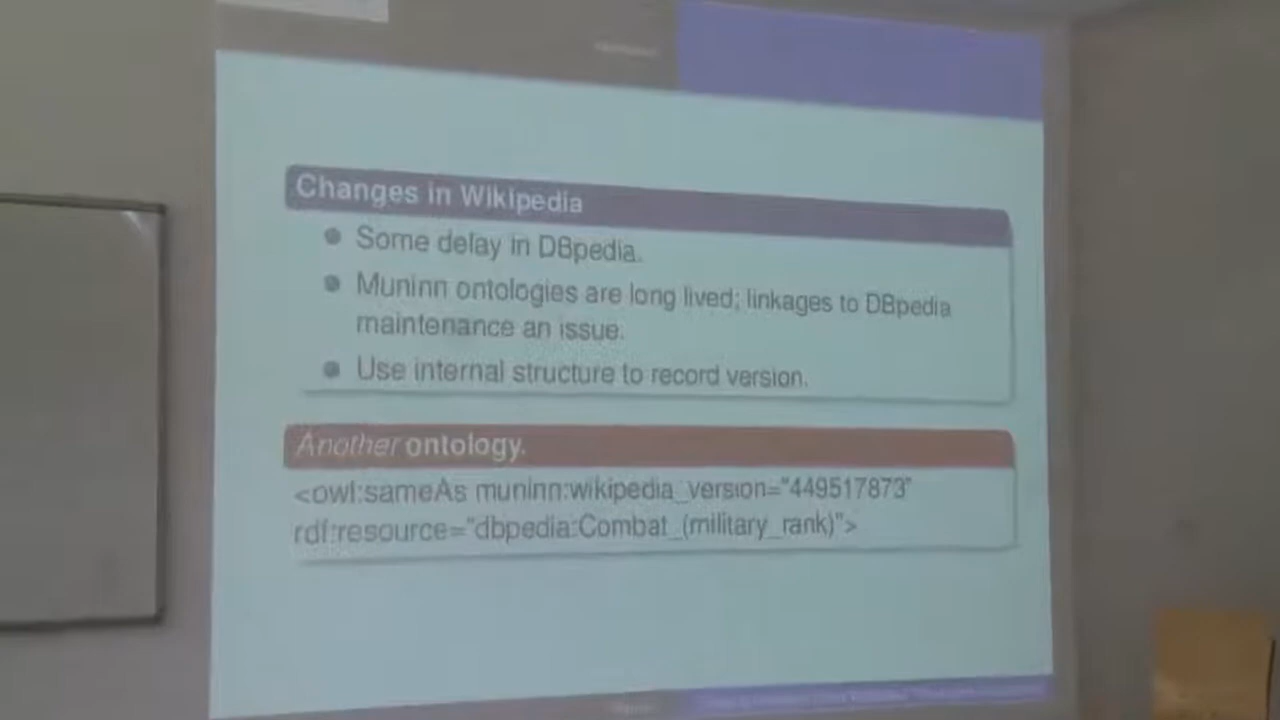 Changes in Wikipedia
Some delay in DBpedia.
Muninn ontologies are long lived; linkages to DBpedia
maintenance an issue.
Use internal structure to record version.
Another ontology.
<owl:sameAs muninn:wikipedia_version="449517873"
rdf:resource="dbpedia:Combat_(military_rank)">